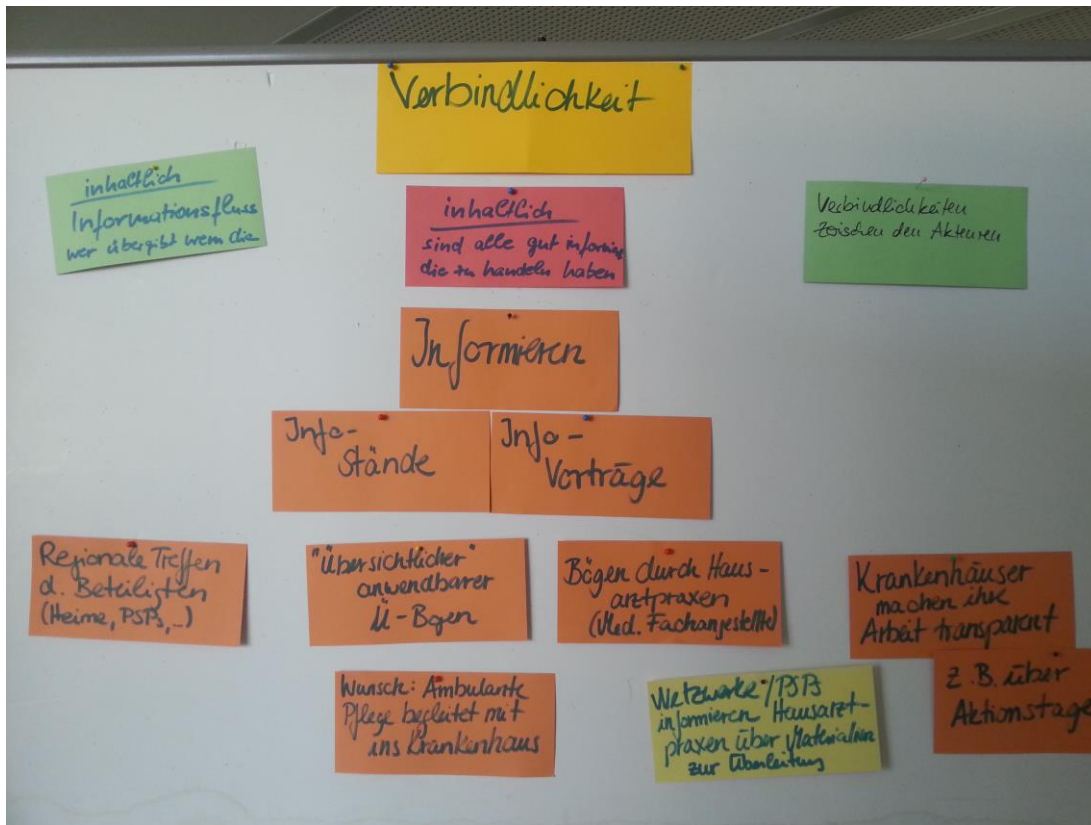 Verbindlichkeit
inhaltlich
Informationsfluss
wer übergibt wem die
inhaltlich
sind alle gut informiert
die zu handeln haben
Verbindlichkeiten
zwischen den Akteuren
Informieren
Info-
Stände
Info-
Vorträge
Regionale Treffen
d. Beteiligten
(Heime, PSPs, ..)
"Übersichtlicher"
anwendbarer
Ü-Bogen
Bögen durch Haus-
arztpraxen
(Med. Fachangestellte)
Krankenhäuser
machen ihre
Arbeit transparent
z.B. über
Aktionstage
Wunsch: Ambulante
Pflege begleitet mit
ins Krankenhaus
Netzwerke/PSPs
informieren Hausarzt-
praxen über Materialien
zur Überleitung